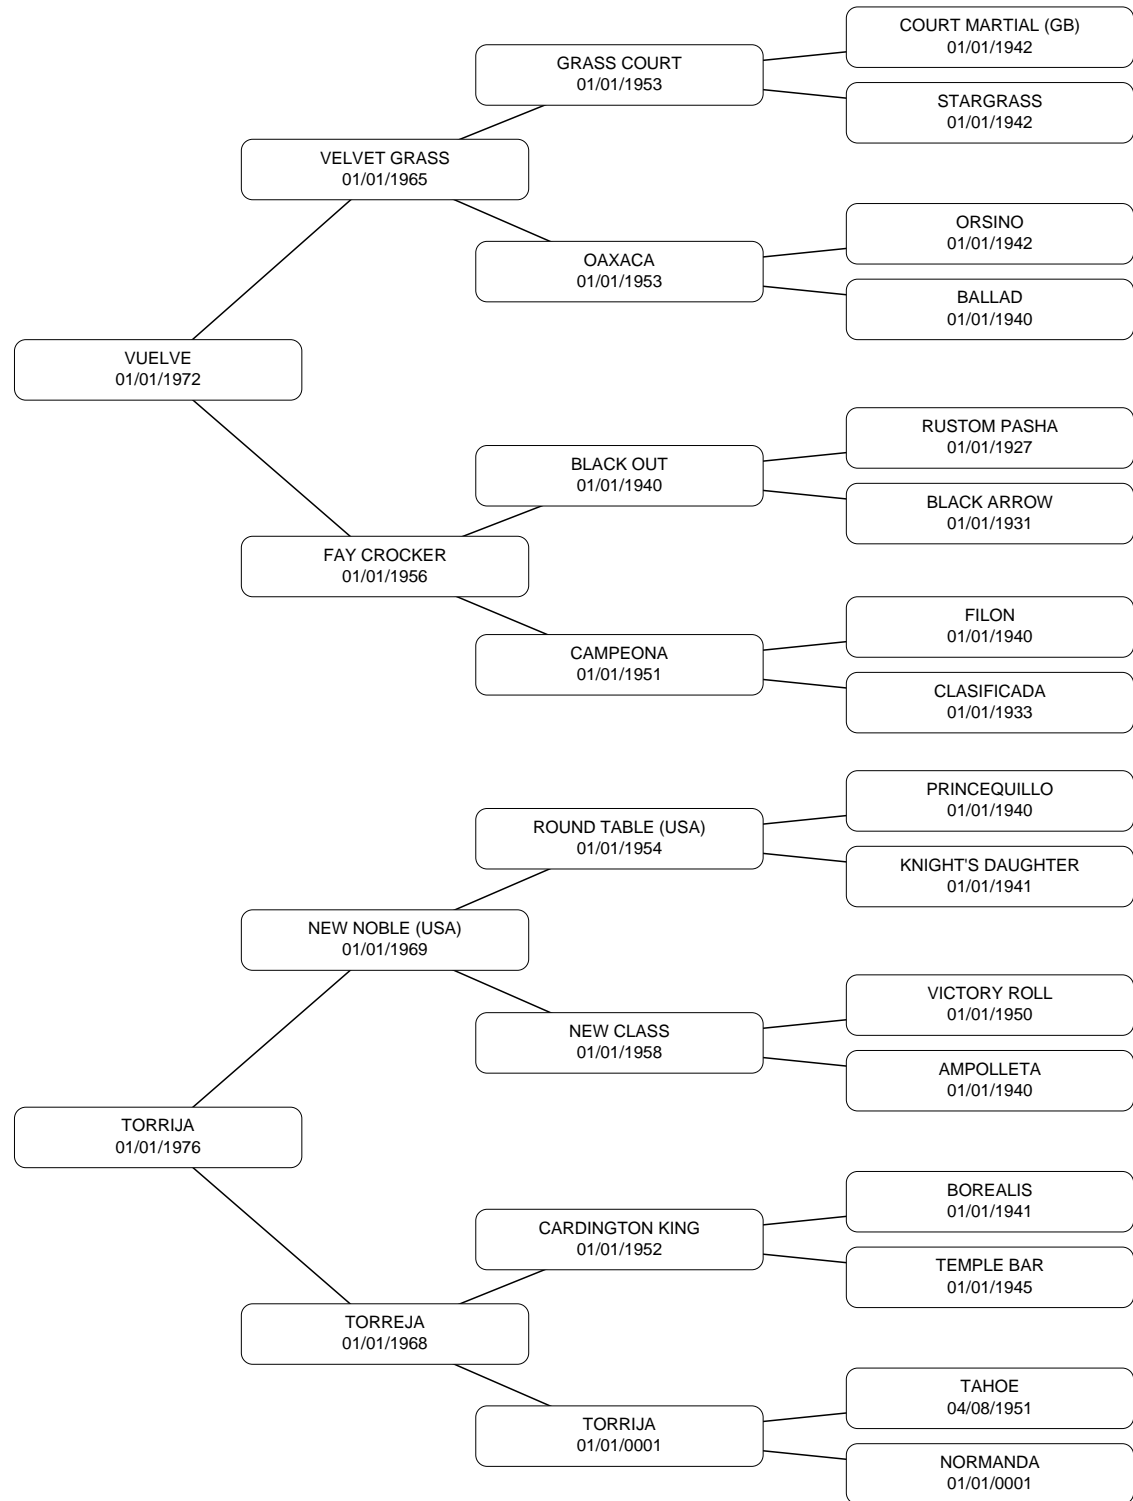 COURT MARTIAL (GB)
01/01/1942
GRASS COURT
01/01/1953
STARGRASS
01/01/1942
VELVET GRASS
01/01/1965
ORSINO
01/01/1942
OAXACA
01/01/1953
BALLAD
01/01/1940
VUELVE
01/01/1972
RUSTOM PASHA
01/01/1927
BLACK OUT
01/01/1940
BLACK ARROW
01/01/1931
FAY CROCKER
01/01/1956
FILON
01/01/1940
CAMPEONA
01/01/1951
CLASIFICADA
01/01/1933
PRINCEQUILLO
01/01/1940
ROUND TABLE (USA)
01/01/1954
KNIGHT'S DAUGHTER
01/01/1941
NEW NOBLE (USA)
01/01/1969
VICTORY ROLL
01/01/1950
NEW CLASS
01/01/1958
AMPOLLETA
01/01/1940
TORRIJA
01/01/1976
BOREALIS
01/01/1941
CARDINGTON KING
01/01/1952
TEMPLE BAR
01/01/1945
TORREJA
01/01/1968
TAHOE
04/08/1951
TORRIJA
01/01/0001
NORMANDA
01/01/0001